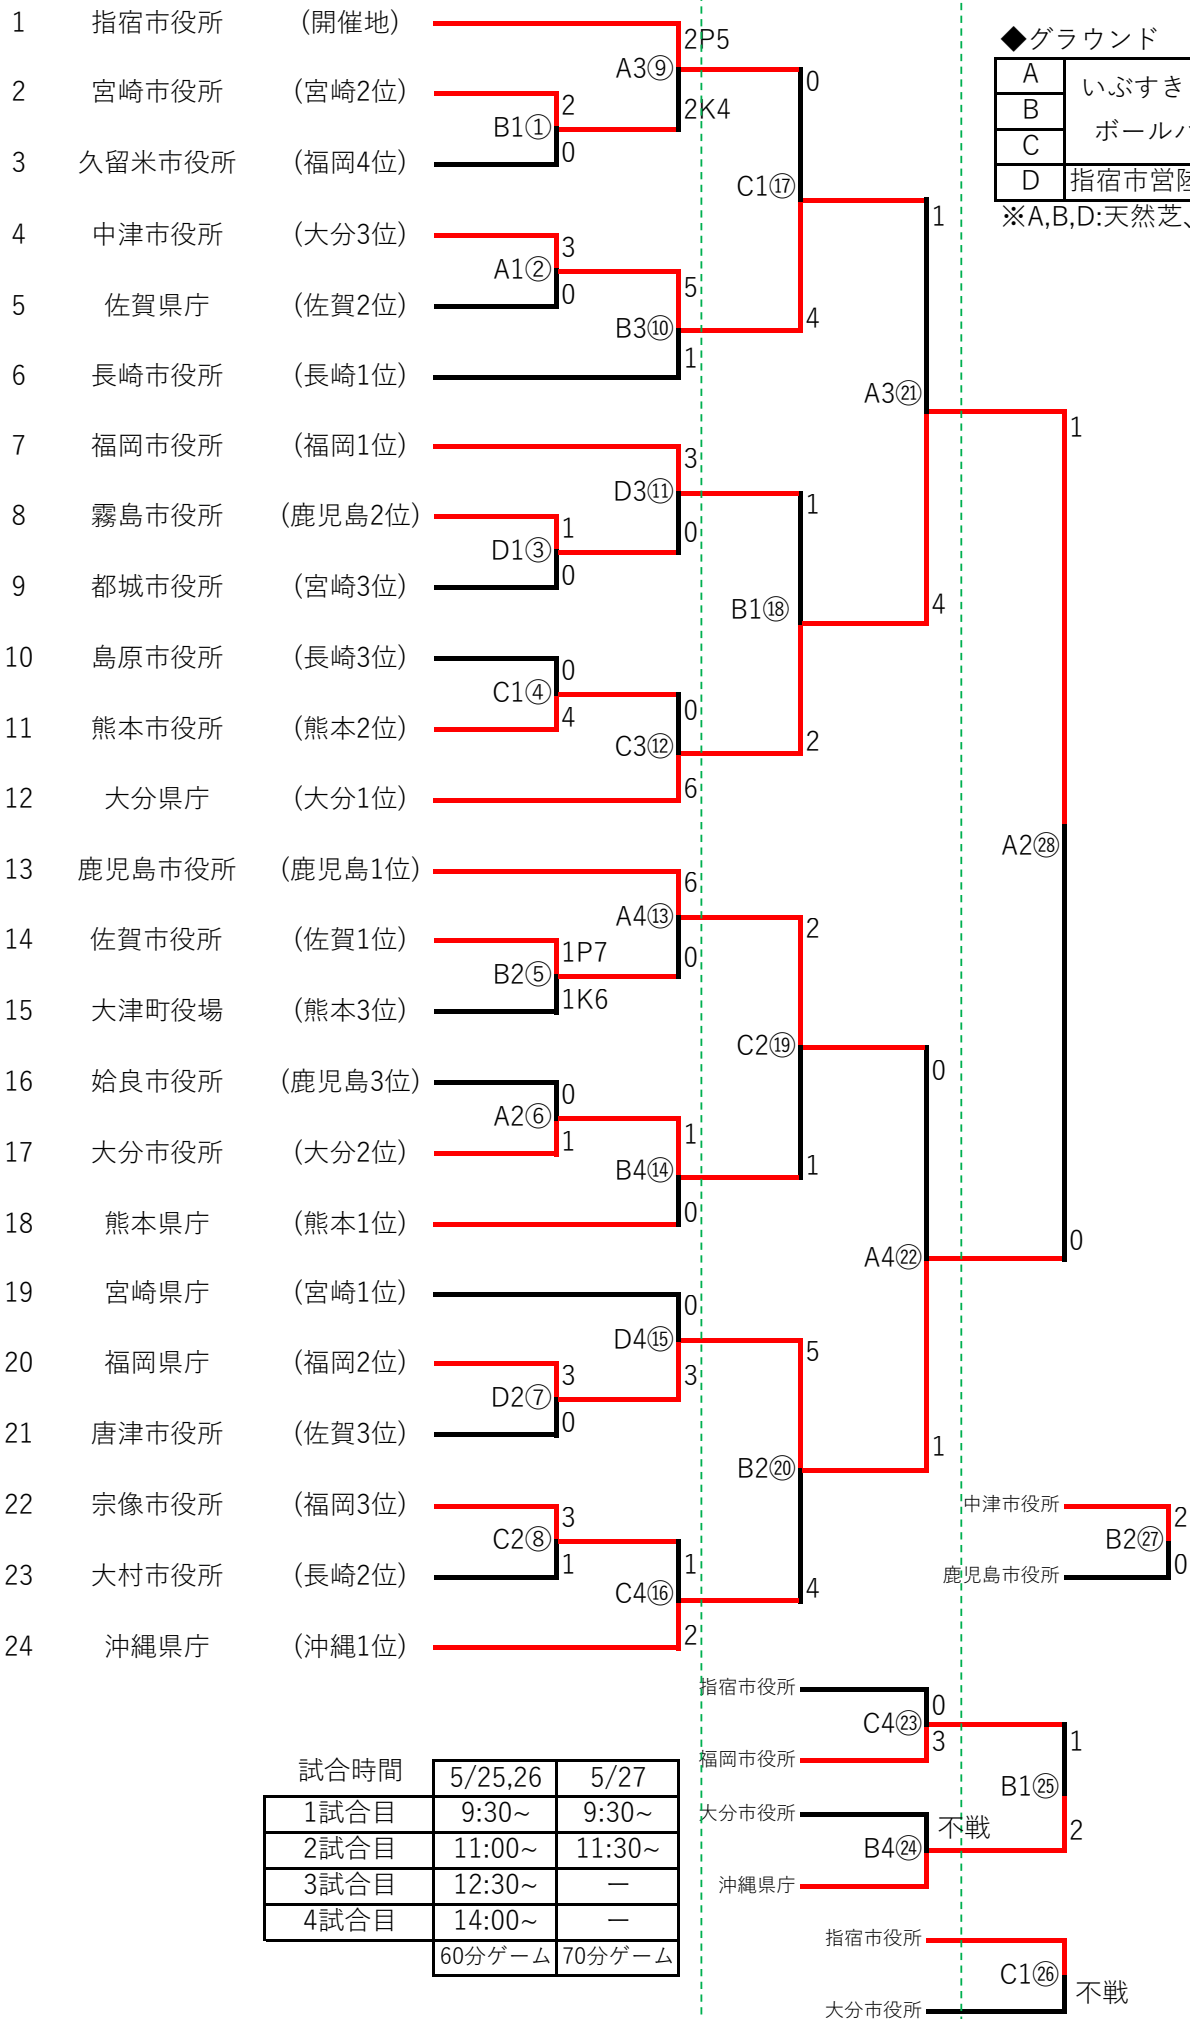 1 指宿市役所 (開催地)
2 宮崎市役所 (宮崎2位)
3 久留米市役所 (福岡4位)
4 中津市役所 (大分3位)
5 佐賀県庁 (佐賀2位)
6 長崎市役所 (長崎1位)
7 福岡市役所 (福岡1位)
8 霧島市役所 (鹿児島2位)
9 都城市役所 (宮崎3位)
10 島原市役所 (長崎3位)
11 熊本市役所 (熊本2位)
12 大分県庁 (大分1位)
13 鹿児島市役所 (鹿児島1位)
14 佐賀市役所 (佐賀1位)
15 大津町役場 (熊本3位)
16 姶良市役所 (鹿児島3位)
17 大分市役所 (大分2位)
18 熊本県庁 (熊本1位)
19 宮崎県庁 (宮崎1位)
20 福岡県庁 (福岡2位)
21 唐津市役所 (佐賀3位)
22 宗像市役所 (福岡3位)
23 大村市役所 (長崎2位)
24 沖縄県庁 (沖縄1位)
2
B1①
0
3
A1②
0
1
D1③
0
0
C1④
4
1P7
B2⑤
1K6
0
A2⑥
1
3
D2⑦
0
3
C2⑧
1
2P5
A3⑨
2K4
5
B3⑩
1
3
D3⑪
0
0
C3⑫
6
6
A4⑬
0
1
B4⑭
0
0
D4⑮
3
1
C4⑯
2
0
C1⑰
4
1
B1⑱
2
2
C2⑲
1
5
B2⑳
4
1
A3㉑
4
0
A4㉒
1
1
A2㉘
0
◆グラウンド
A
B
C
いぶすき
ボール
D 指宿市営
※A,B,D:天然芝、
中津市役所 2
B2㉗
鹿児島市役所 0
指宿市役所 0
C4㉓
福岡市役所 3
大分市役所
B4㉔ 不戦
沖縄県庁
1
B1㉕
2
指宿市役所
C1㉖ 不戦
大分市役所
試合時間 5/25,26 5/27
1試合目 9:30~ 9:30~
2試合目 11:00~ 11:30~
3試合目 12:30~ ー
4試合目 14:00~ ー
60分ゲーム 70分ゲーム